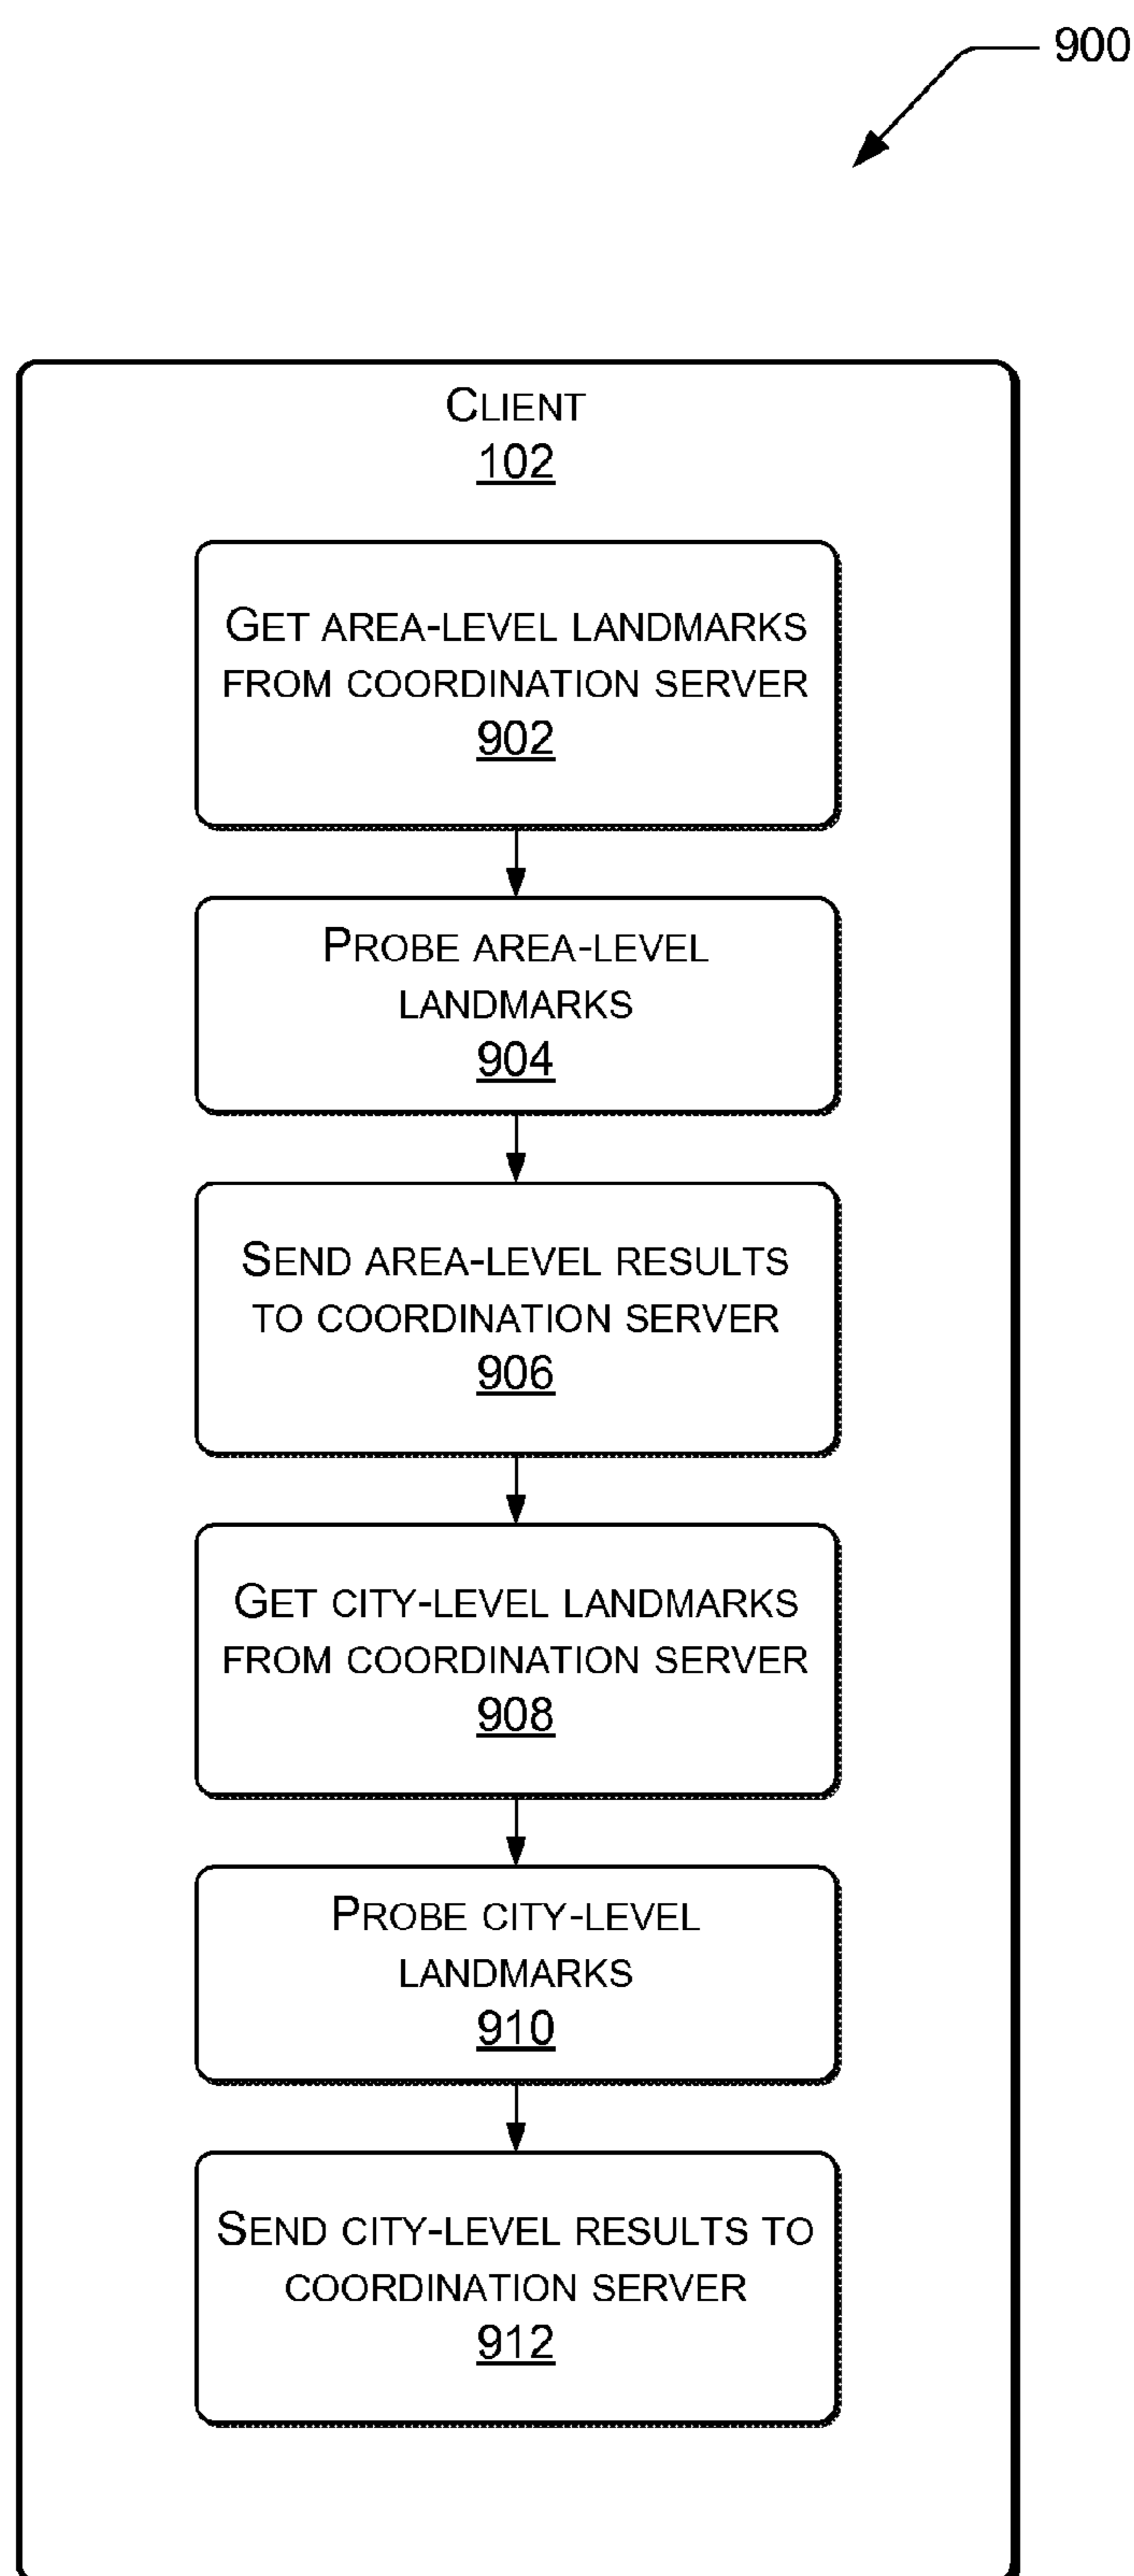 900
CLIENT
102
GET AREA-LEVEL LANDMARKS
FROM COORDINATION SERVER
902
PROBE AREA-LEVEL
LANDMARKS
904
SEND AREA-LEVEL RESULTS
TO COORDINATION SERVER
906
GET CITY-LEVEL LANDMARKS
FROM COORDINATION SERVER
908
PROBE CITY-LEVEL
LANDMARKS
910
SEND CITY-LEVEL RESULTS TO
COORDINATION SERVER
912